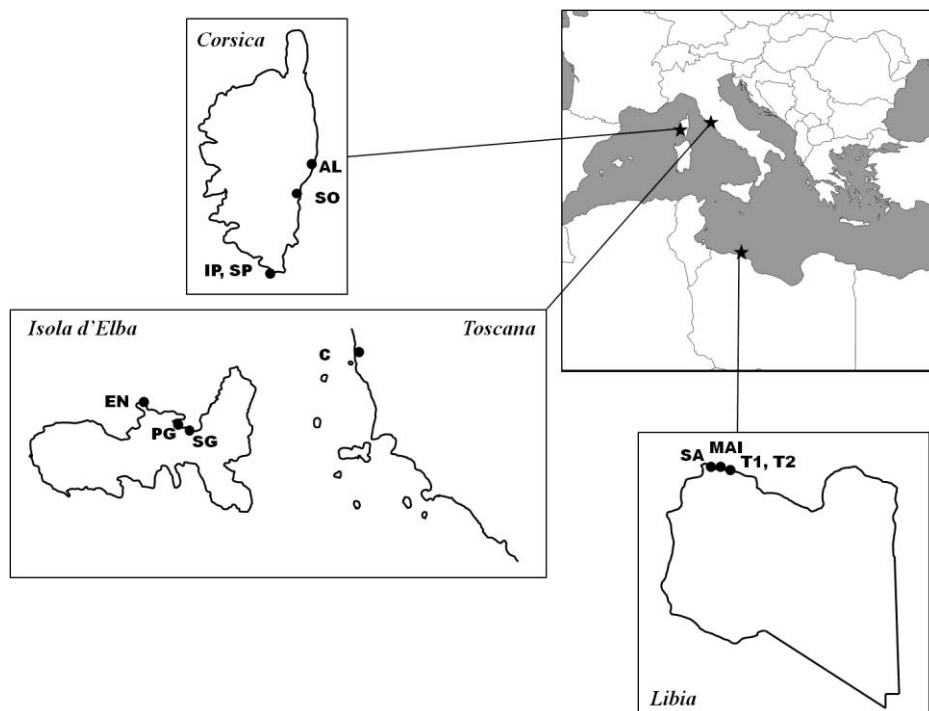 Corsica
AL
SO
IP, SP
Isola d'Elba
Toscana
EN
PG
SG
C
SA
MAI
T1, T2
Libia